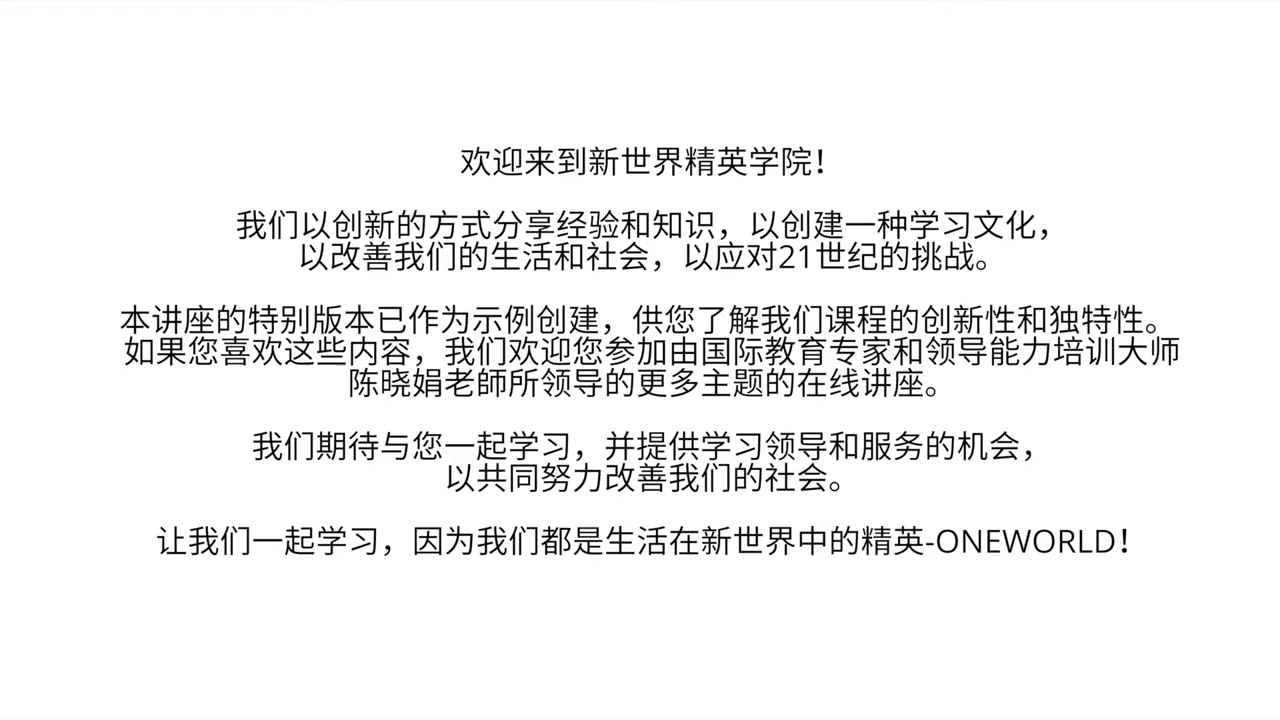 欢迎来到新世界精英学院！
我们以创新的方式分享经验和知识，以创建一种学习文化，
以改善我们的生活和社会，以应对21世纪的挑战。
本讲座的特别版本已作为示例创建，供您了解我们课程的创新性和独特性。
如果您喜欢这些内容，我们欢迎您参加由国际教育专家和领导能力培训大师
陈晓娟老師所领导的更多主题的在线讲座。
我们期待与您一起学习，并提供学习领导和服务的机会，
以共同努力改善我们的社会。
让我们一起学习，因为我们都是生活在新世界中的精英-ONEWORLD！